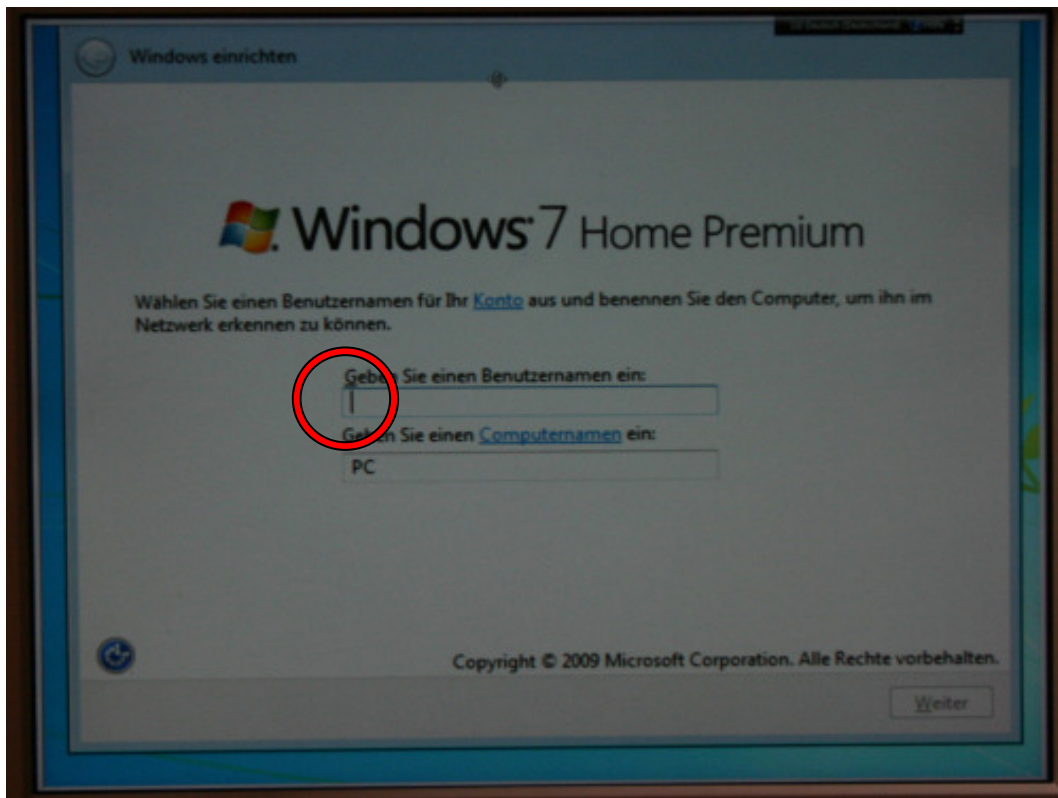 Windows einrichten
Windows 7 Home Premium
Wählen Sie einen Benutzernamen für Ihr Konto aus und benennen Sie den Computer, um ihn im
Netzwerk erkennen zu können.
Geben Sie einen Benutzernamen ein:
Geben Sie einen Computernamen ein:
PC
Copyright © 2009 Microsoft Corporation. Alle Rechte vorbehalten.
Weiter